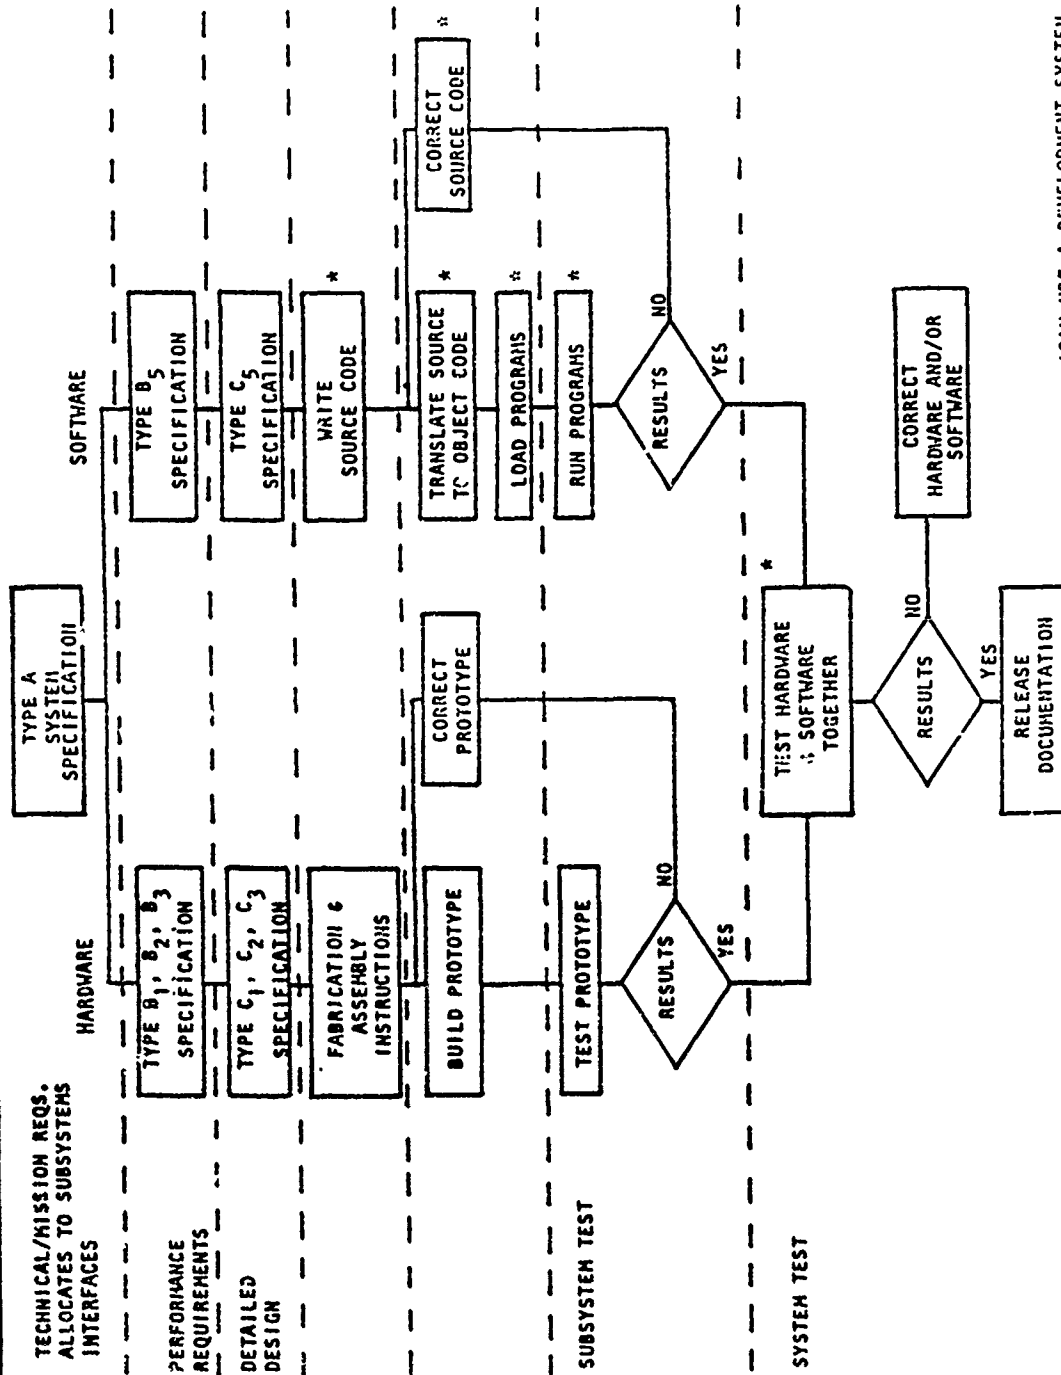 TECHNICAL/MISSION REQS.
ALLOCATES TO SUBSYSTEMS
INTERFACES
TYPE A
SYSTEM
SPECIFICATION
HARDWARE
SOFTWARE
PERFORMANCE
REQUIREMENTS
TYPE B1, B2, B3
SPECIFICATION
TYPE B5
SPECIFICATION
DETAILED
DESIGN
TYPE C1, C2, C3
SPECIFICATION
TYPE C5
SPECIFICATION
FABRICATION &
ASSEMBLY
INSTRUCTIONS
WRITE
SOURCE CODE *
BUILD PROTOTYPE
CORRECT
PROTOTYPE
TRANSLATE SOURCE
TO OBJECT CODE *
CORRECT
SOURCE CODE *
LOAD PROGRAMS *
SUBSYSTEM TEST
TEST PROTOTYPE
RUN PROGRAMS *
RESULTS
NO
YES
RESULTS
NO
YES
SYSTEM TEST
TEST HARDWARE *
& SOFTWARE
TOGETHER
RESULTS
NO
YES
CORRECT
HARDWARE AND/OR
SOFTWARE
RELEASE
DOCUMENTATION
USE A DEVELOPMENT SYSTEM